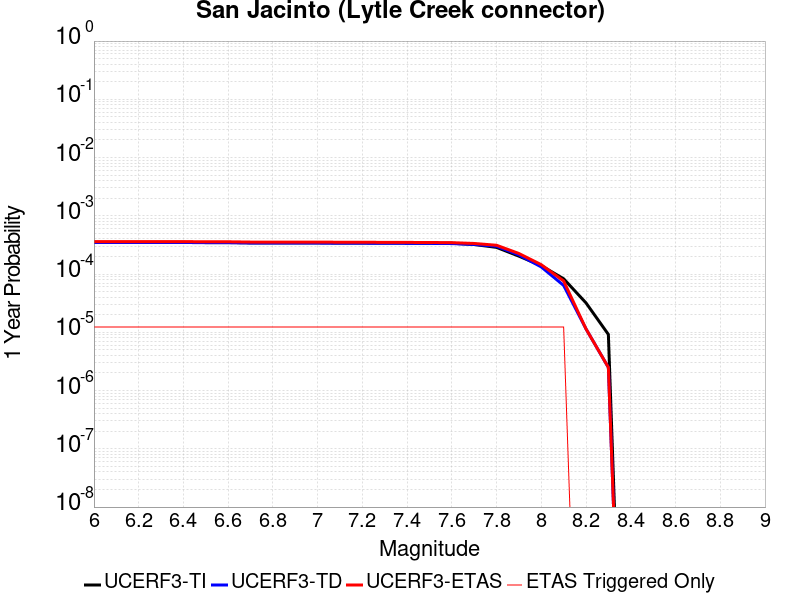 San Jacinto (Lytle Creek connector)
10^0
10^-1
10^-2
10^-3
10^-4
10^-5
10^-6
10^-7
10^-8
1 Year Probability
6 6.2 6.4 6.6 6.8 7 7.2 7.4 7.6 7.8 8 8.2 8.4 8.6 8.8 9
Magnitude
UCERF3-TI UCERF3-TD UCERF3-ETAS ETAS Triggered Only